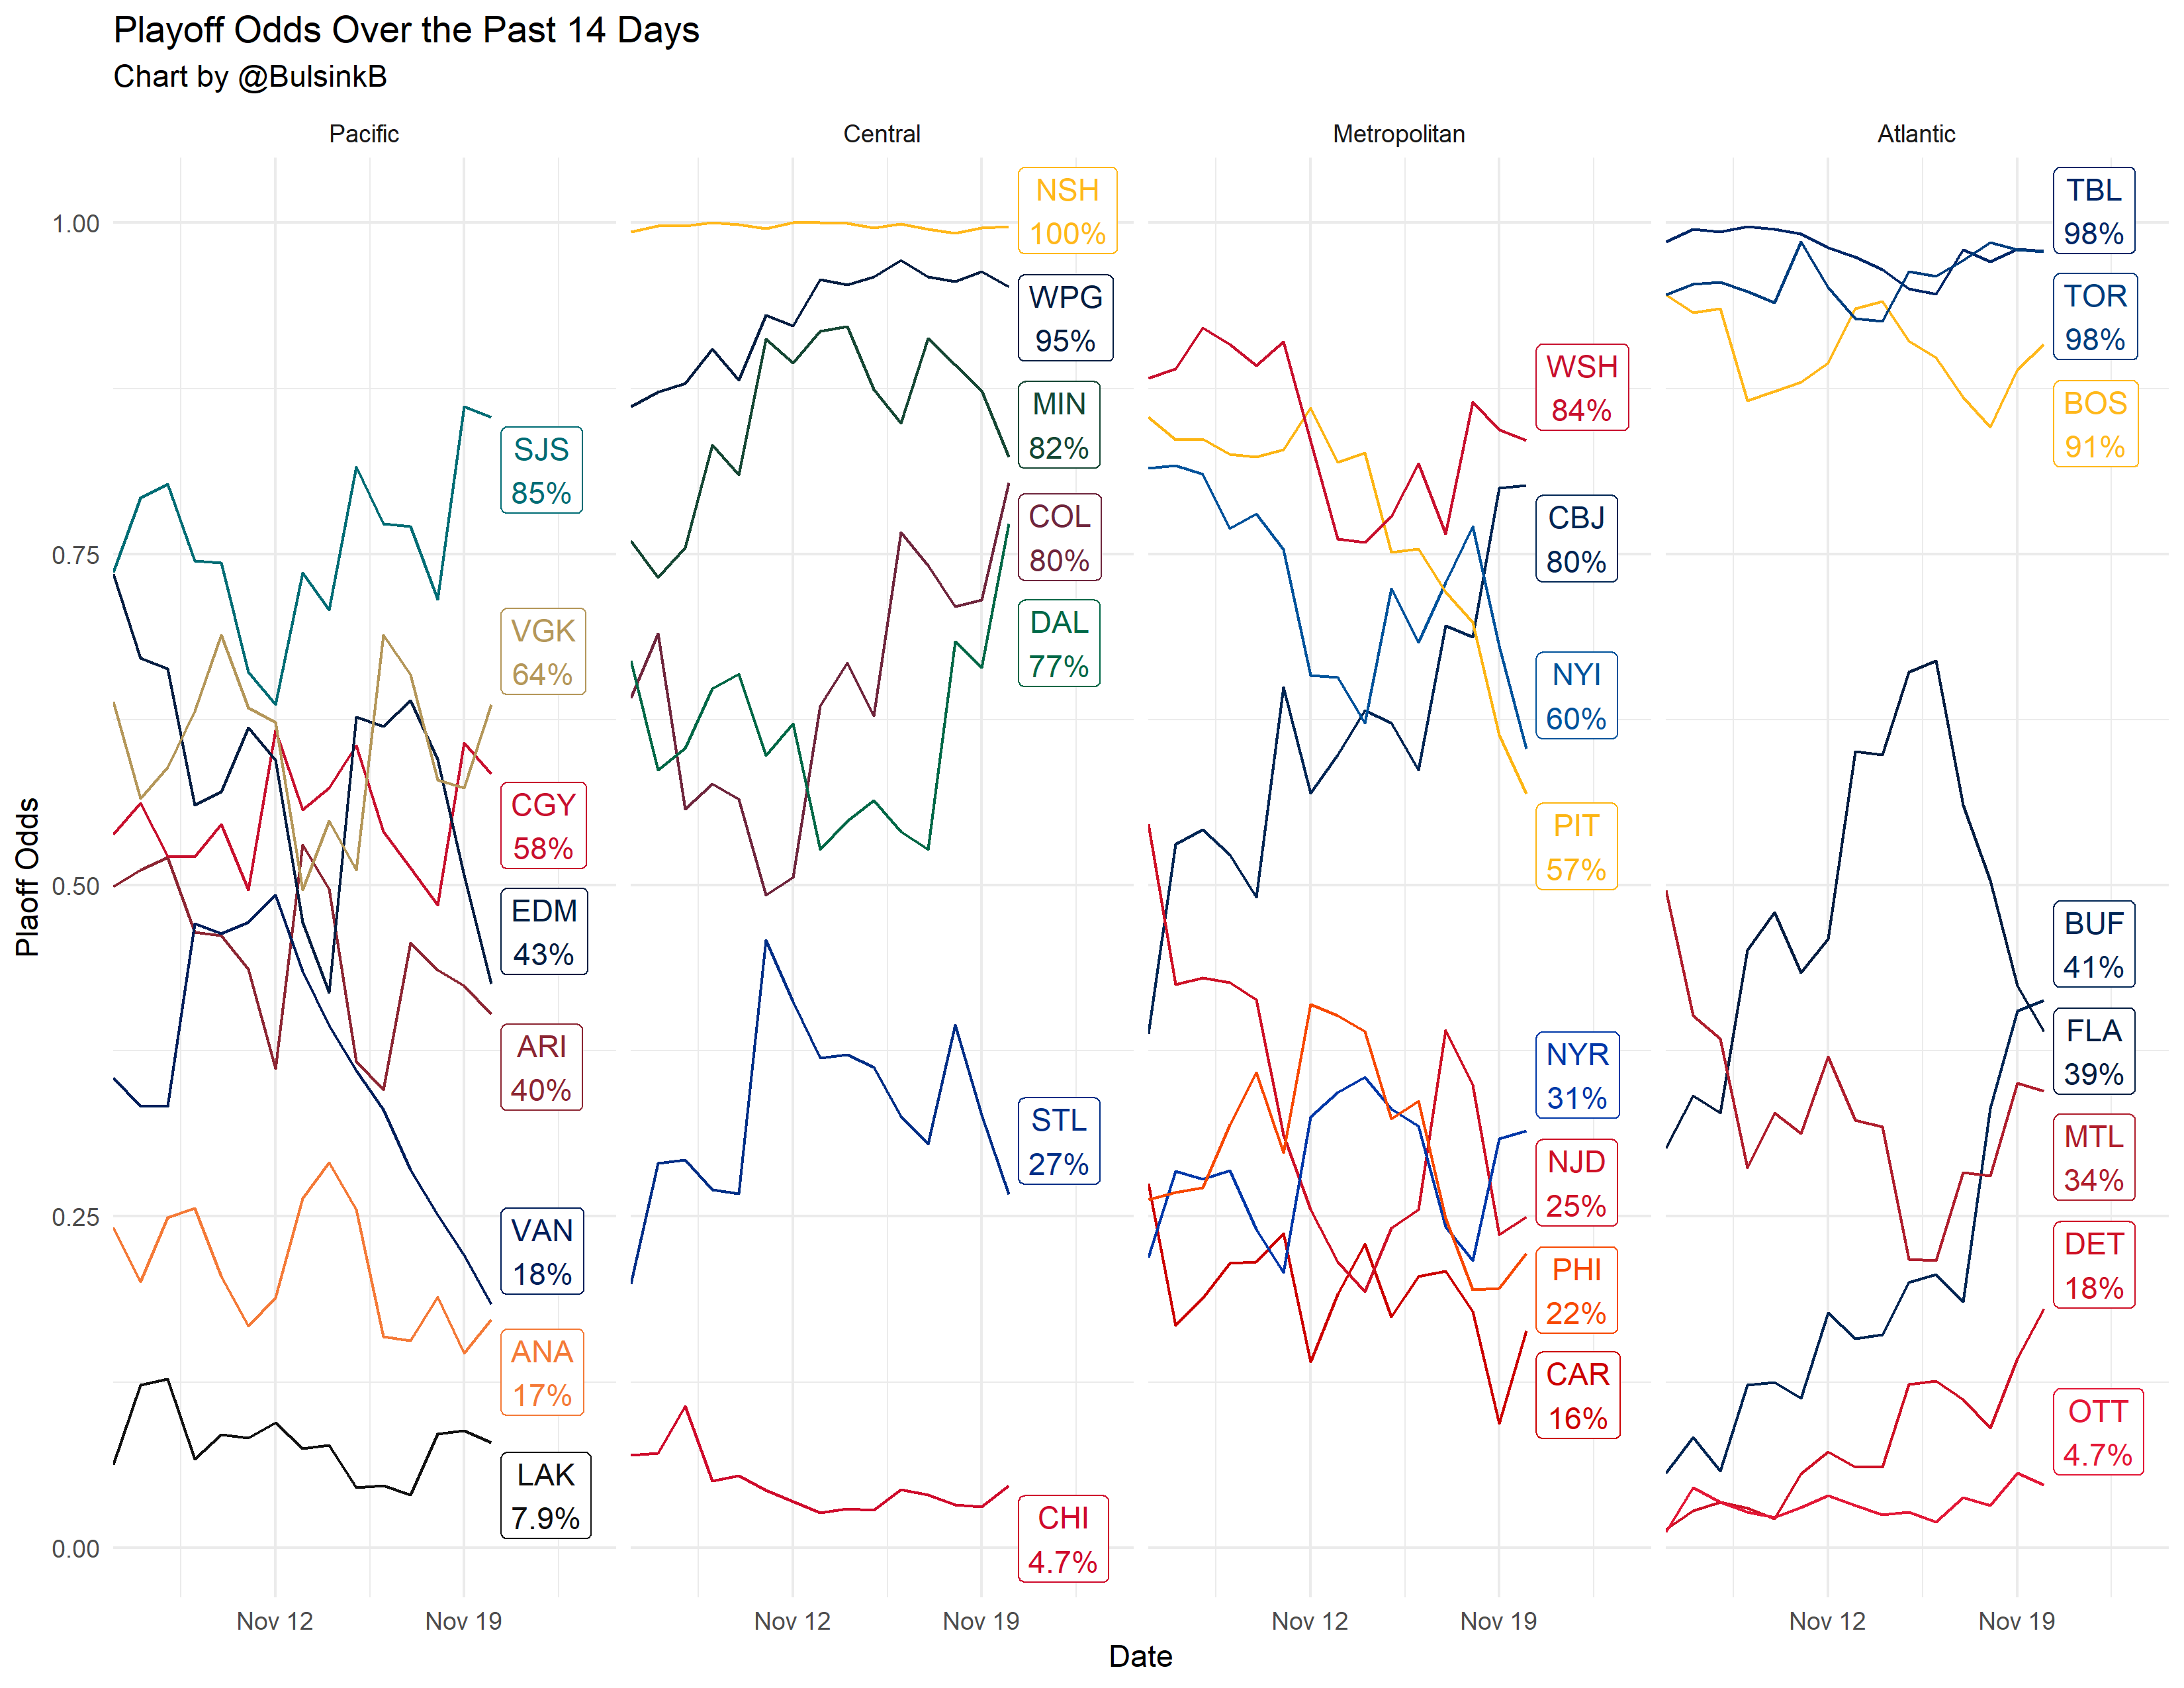 Playoff Odds Over the Past 14 Days
Chart by @BulsinkB
Pacific
Central
Metropolitan
Atlantic
Plaoff Odds
1.00
0.75
0.50
0.25
0.00
SJS
85%
VGK
64%
CGY
58%
EDM
43%
ARI
40%
VAN
18%
ANA
17%
LAK
7.9%
NSH
100%
WPG
95%
MIN
82%
COL
80%
DAL
77%
STL
27%
CHI
4.7%
WSH
84%
CBJ
80%
NYI
60%
PIT
57%
NYR
31%
NJD
25%
PHI
22%
CAR
16%
TBL
98%
TOR
98%
BOS
91%
BUF
41%
FLA
39%
MTL
34%
DET
18%
OTT
4.7%
Nov 12
Nov 19
Nov 12
Nov 19
Nov 12
Nov 19
Nov 12
Nov 19
Date